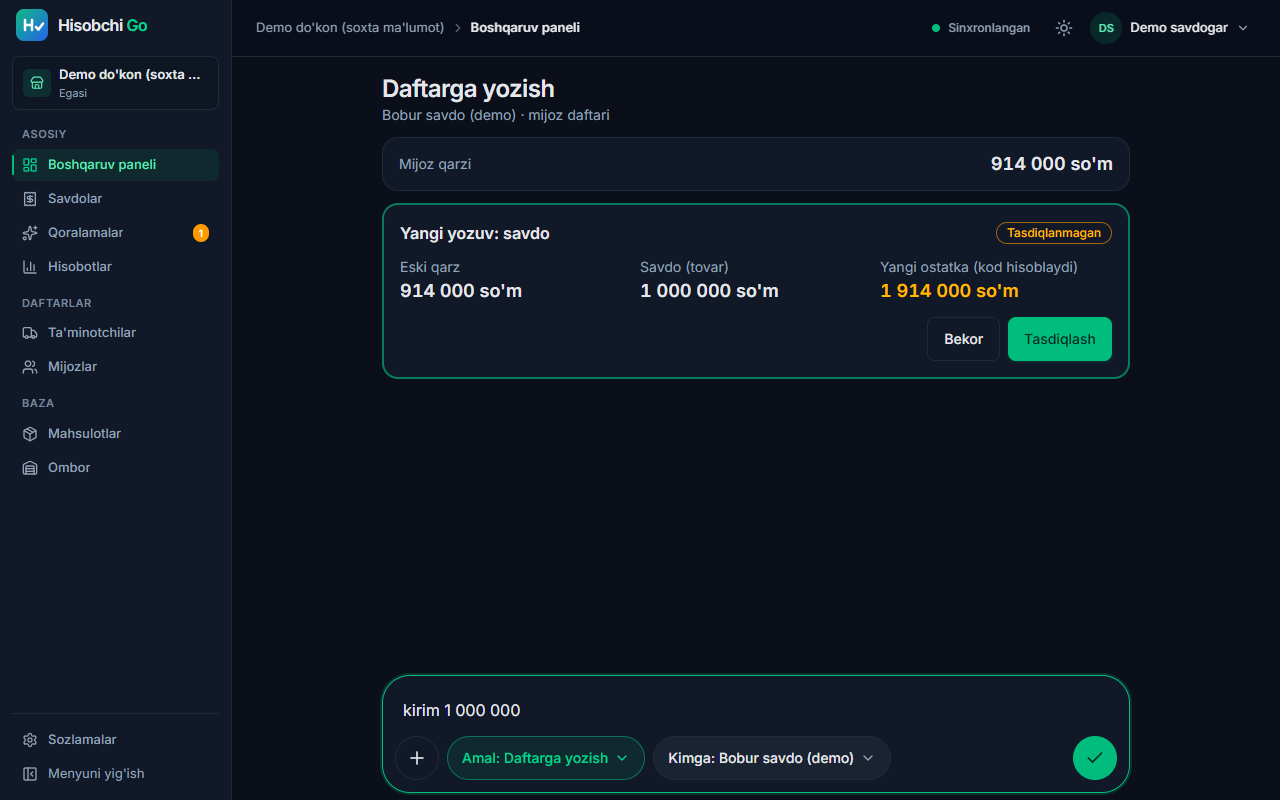 H✓ Hisobchi Go
Demo do'kon (soxta ...
Egasi
ASOSIY
Boshqaruv paneli
Savdolar
Qoralamalar 1
Hisobotlar
DAFTARLAR
Ta'minotchilar
Mijozlar
BAZA
Mahsulotlar
Ombor
Sozlamalar
Menyuni yig'ish
Demo do'kon (soxta ma'lumot) > Boshqaruv paneli
Sinxronlangan
DS Demo savdogar
Daftarga yozish
Bobur savdo (demo) · mijoz daftari
Mijoz qarzi 914 000 so'm
Yangi yozuv: savdo Tasdiqlanmagan
Eski qarz Savdo (tovar) Yangi ostatka (kod hisoblaydi)
914 000 so'm 1 000 000 so'm 1 914 000 so'm
Bekor Tasdiqlash
kirim 1 000 000
Amal: Daftarga yozish Kimga: Bobur savdo (demo)